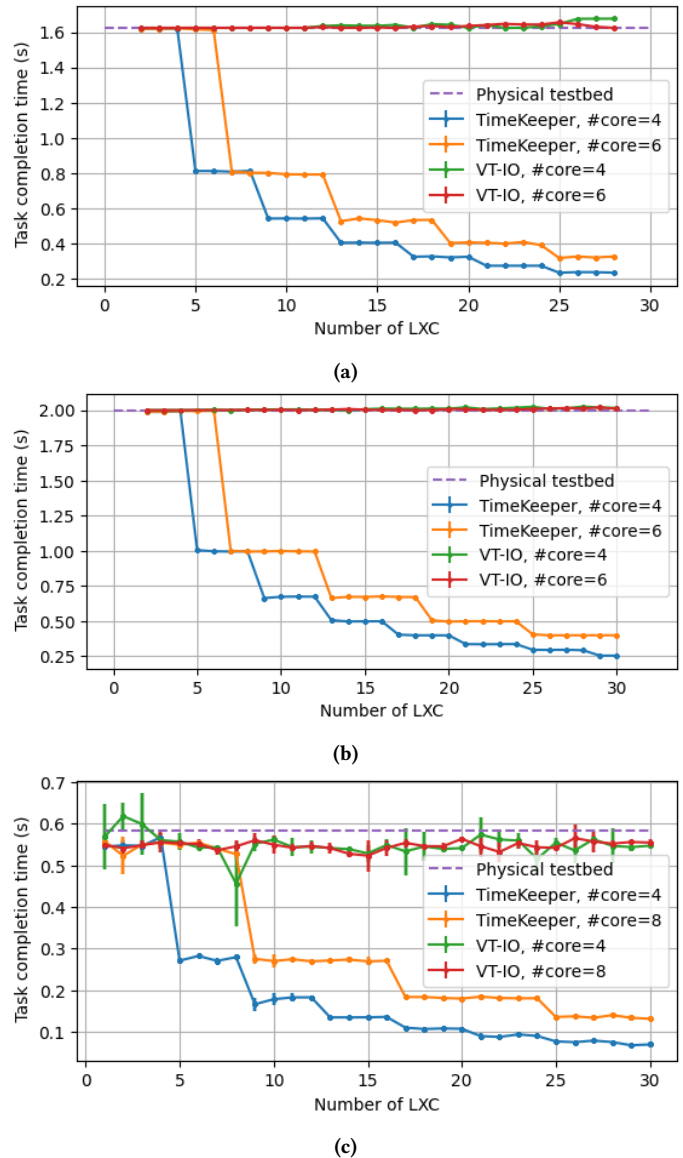 1.6
1.4
1.2
1.0
0.8
0.6
0.4
0.2
Task completion time (s)
Physical testbed
TimeKeeper, #core=4
TimeKeeper, #core=6
VT-IO, #core=4
VT-IO, #core=6
0 5 10 15 20 25 30
Number of LXC
(a)
2.00
1.75
1.50
1.25
1.00
0.75
0.50
0.25
Task completion time (s)
Physical testbed
TimeKeeper, #core=4
TimeKeeper, #core=6
VT-IO, #core=4
VT-IO, #core=6
0 5 10 15 20 25 30
Number of LXC
(b)
0.7
0.6
0.5
0.4
0.3
0.2
0.1
Task completion time (s)
Physical testbed
TimeKeeper, #core=4
TimeKeeper, #core=8
VT-IO, #core=4
VT-IO, #core=8
0 5 10 15 20 25 30
Number of LXC
(c)